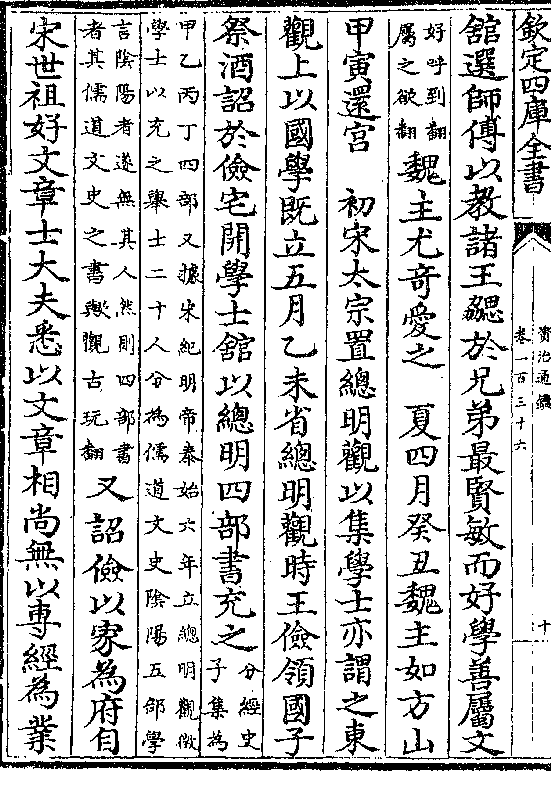 欽定四庫全書
資治通鑑
卷一百三十六
十
舘選師傅以教諸王勰於兄弟最賢敏而好學善屬文
好呼到翻
屬之欲翻
魏主尤奇愛之　夏四月癸丑魏主如方山
甲寅還宮　初宋太宗置總明觀以集學士亦謂之東
觀上以國學既立五月乙未省總明觀時王儉領國子
祭酒詔於儉宅開學士舘以總明四部書充之
分經史
子集為
甲乙丙丁四部又據宋紀明帝泰始六年立總明觀徴
學士以充之舉士二十人分為儒道文史隂陽五部學
言隂陽者遂無其人然則四部書
者其儒道文史之書歟觀古玩翻
又詔儉以家為府自
宋世祖好文章士大夫悉以文章相尚無以專經為業